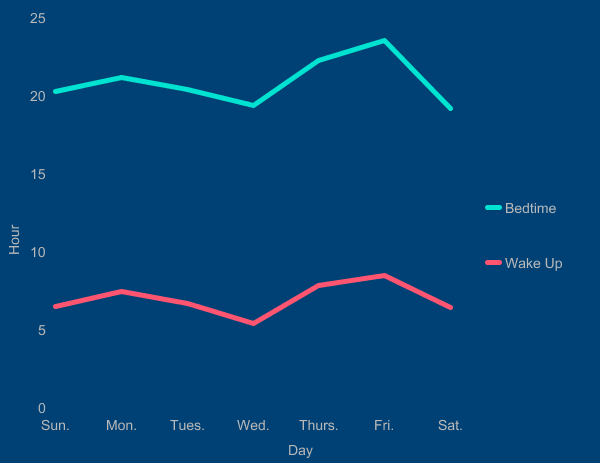 25
20
15
10
5
0
Hour
Sun. Mon. Tues. Wed. Thurs. Fri. Sat.
Day
Bedtime
Wake Up